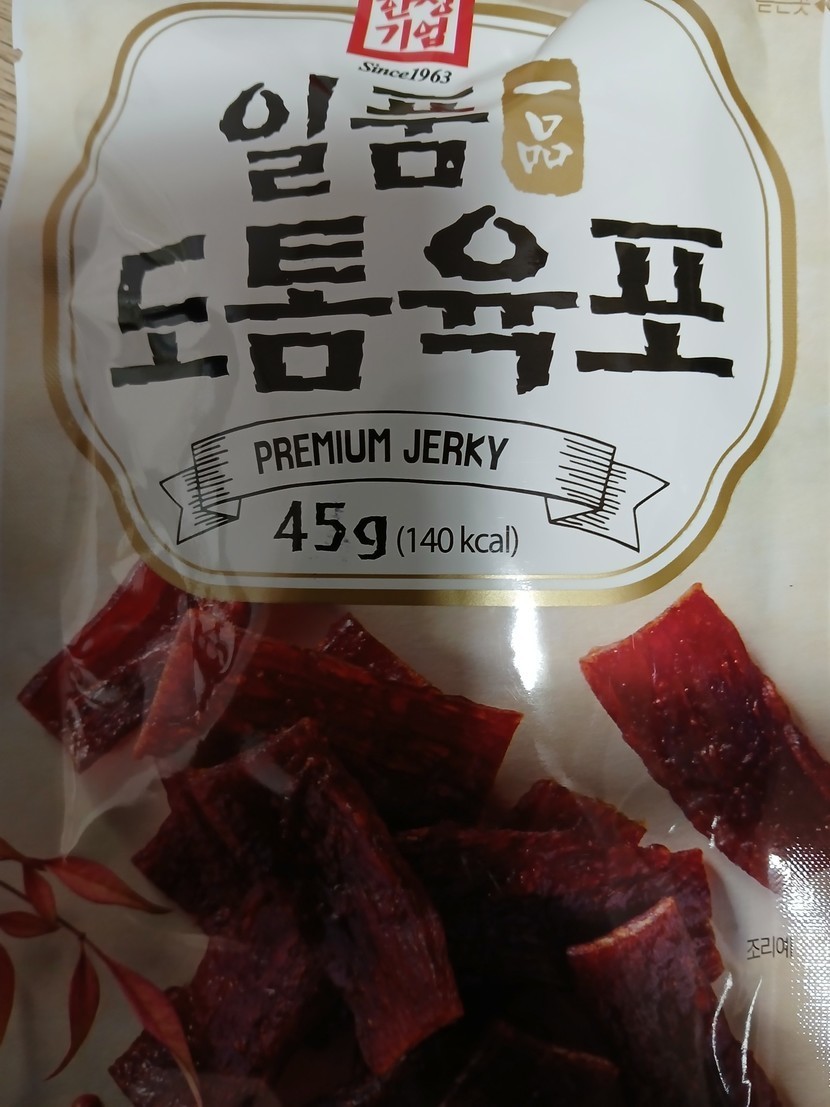 한성
기업
Since1963
일품
一品
도톰육포
PREMIUM JERKY
45g (140 kcal)
조리예